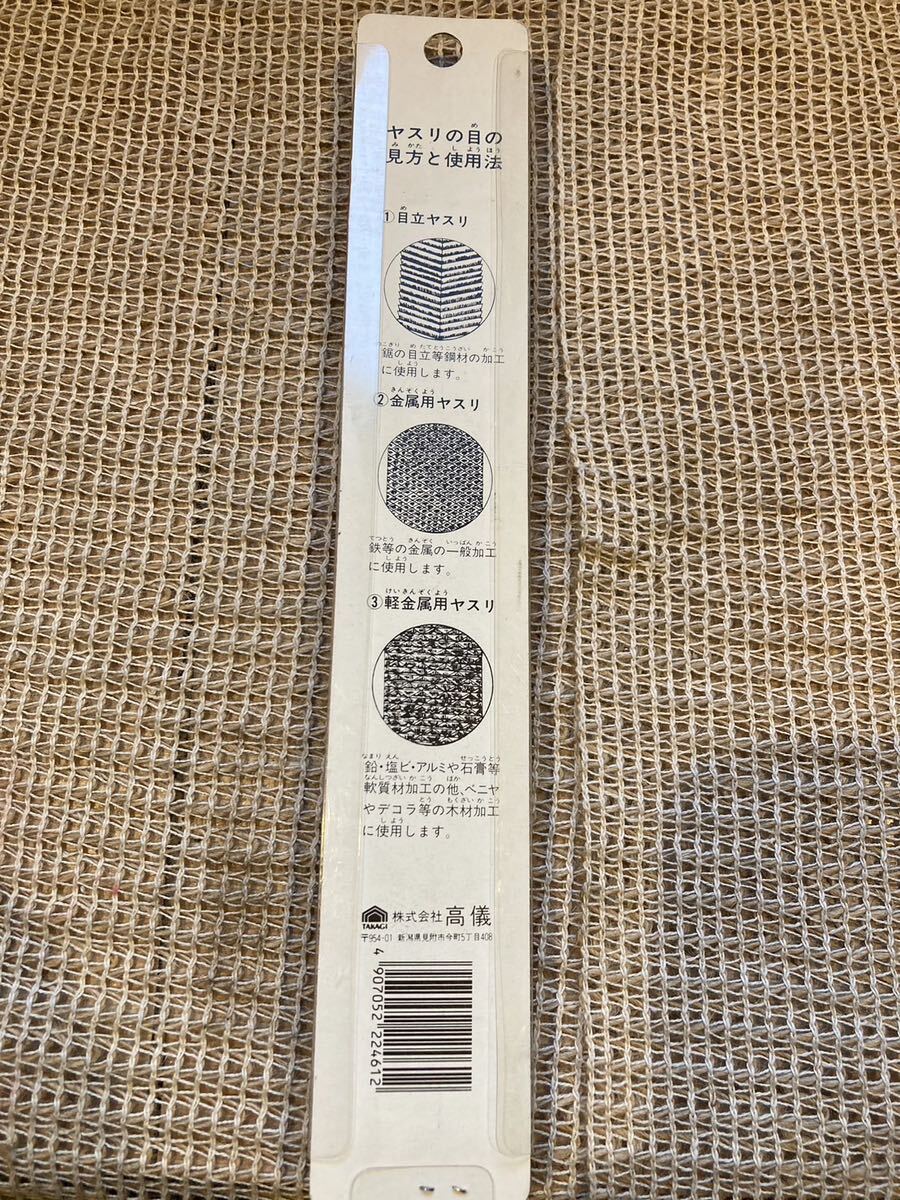 ヤスリの目の
見方と使用法
①目立ヤスリ
鋸の目立等鋼材の加工
に使用します。
②金属用ヤスリ
鉄等の金属の一般加工
に使用します。
③軽金属用ヤスリ
鉛・塩ビ・アルミや石膏等
軟質材加工の他、ベニヤ
やデコラ等の木材加工
に使用します。
TAKAGI 株式会社 高儀
〒954-01 新潟県見附市今町5丁目408
4 907052 224612